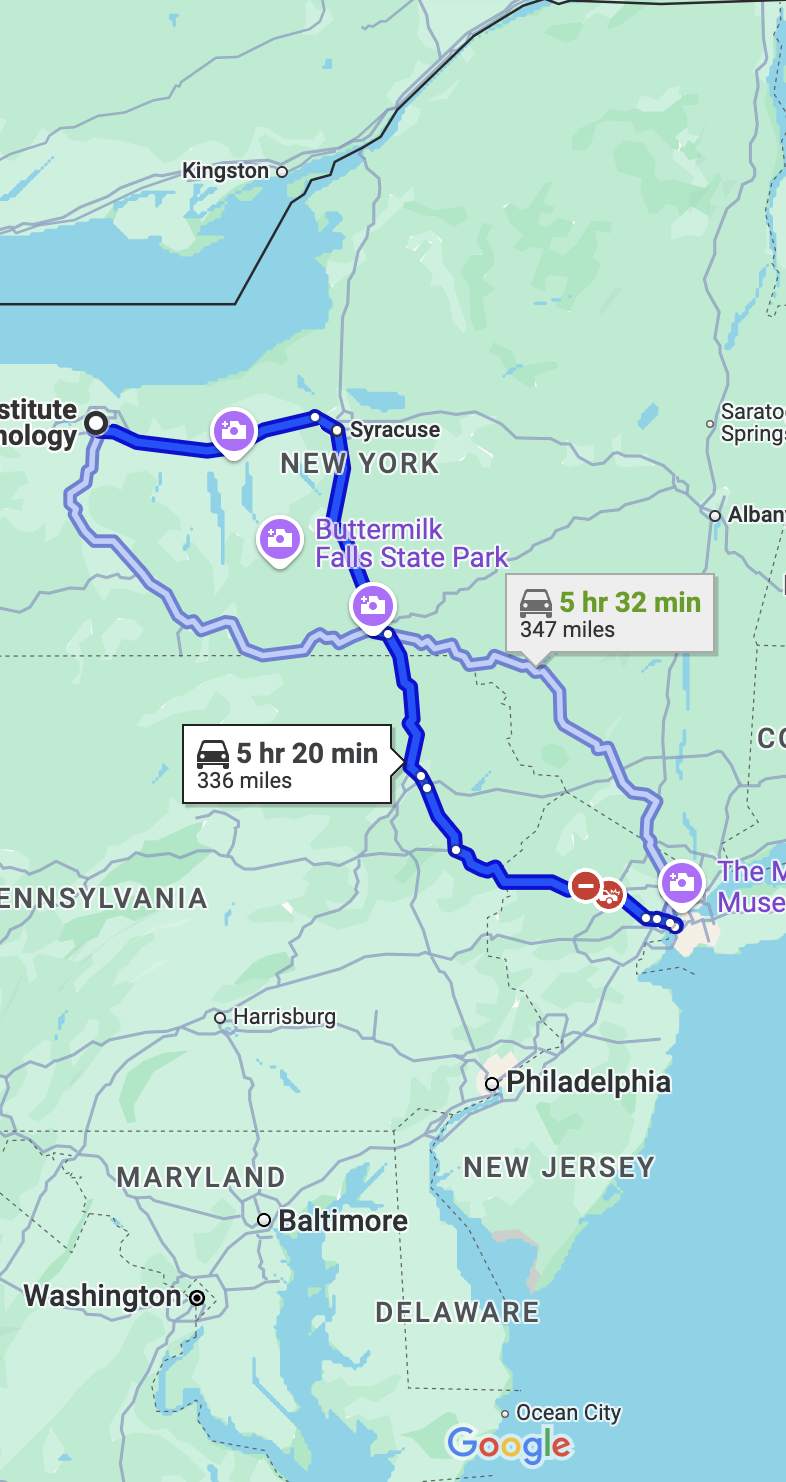 Kingston
stitute
nology
Syracuse
NEW YORK
Sarato
Springs
Albany
Buttermilk
Falls State Park
5 hr 32 min
347 miles
CO
5 hr 20 min
336 miles
ENNSYLVANIA
The M
Muse
Harrisburg
Philadelphia
NEW JERSEY
MARYLAND
Baltimore
Washington
DELAWARE
Ocean City
Google